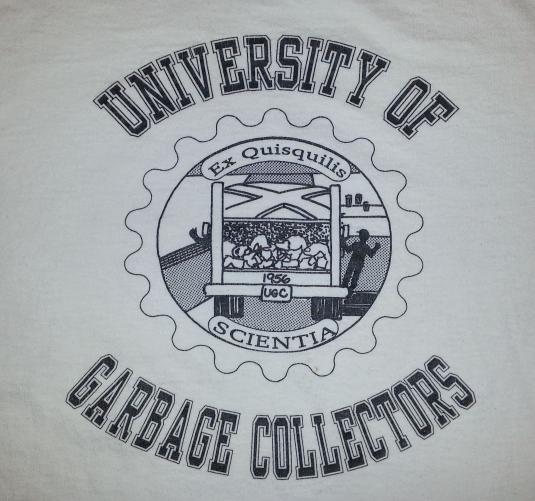 UNIVERSITY OF
Ex Quisquilis
1956
UGC
SCIENTIA
GARBAGE COLLECTORS